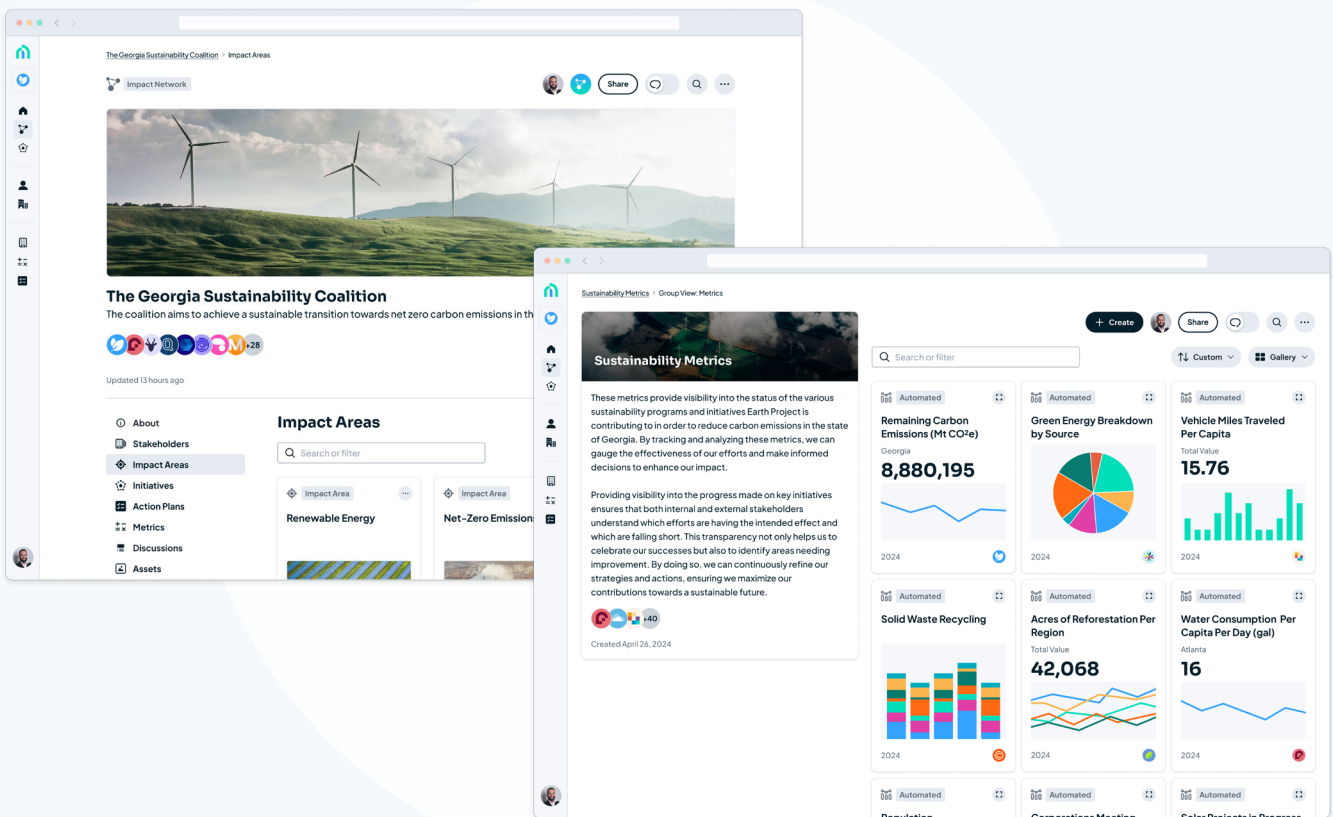 The Georgia Sustainability Coalition > Impact Areas
Impact Network
Share
The Georgia Sustainability Coalition
The coalition aims to achieve a sustainable transition towards net zero carbon emissions in th
+28
Updated 13 hours ago
About
Stakeholders
Impact Areas
Initiatives
Action Plans
Metrics
Discussions
Assets
Impact Areas
Search or filter
Impact Area
Renewable Energy
Impact Area
Net-Zero Emissions
Sustainability Metrics > Group View: Metrics
+ Create
Share
Sustainability Metrics
These metrics provide visibility into the status of the various
sustainability programs and initiatives Earth Project is
contributing to in order to reduce carbon emissions in the state
of Georgia. By tracking and analyzing these metrics, we can
gauge the effectiveness of our efforts and make informed
decisions to enhance our impact.
Providing visibility into the progress made on key initiatives
ensures that both internal and external stakeholders
understand which efforts are having the intended effect and
which are falling short. This transparency not only helps us to
celebrate our successes but also to identify areas needing
improvement. By doing so, we can continuously refine our
strategies and actions, ensuring we maximize our
contributions towards a sustainable future.
+40
Created April 26, 2024
Search or filter
Custom
Gallery
Automated
Remaining Carbon
Emissions (Mt CO²e)
Georgia
8,880,195
2024
Automated
Green Energy Breakdown
by Source
2024
Automated
Vehicle Miles Traveled
Per Capita
Total Value
15.76
2024
Automated
Solid Waste Recycling
2024
Automated
Acres of Reforestation Per
Region
Total Value
42,068
2024
Automated
Water Consumption Per
Capita Per Day (gal)
Atlanta
16
2024
Automated
Population
Automated
Corporations Meeting
Automated
Solar Projects in Progress